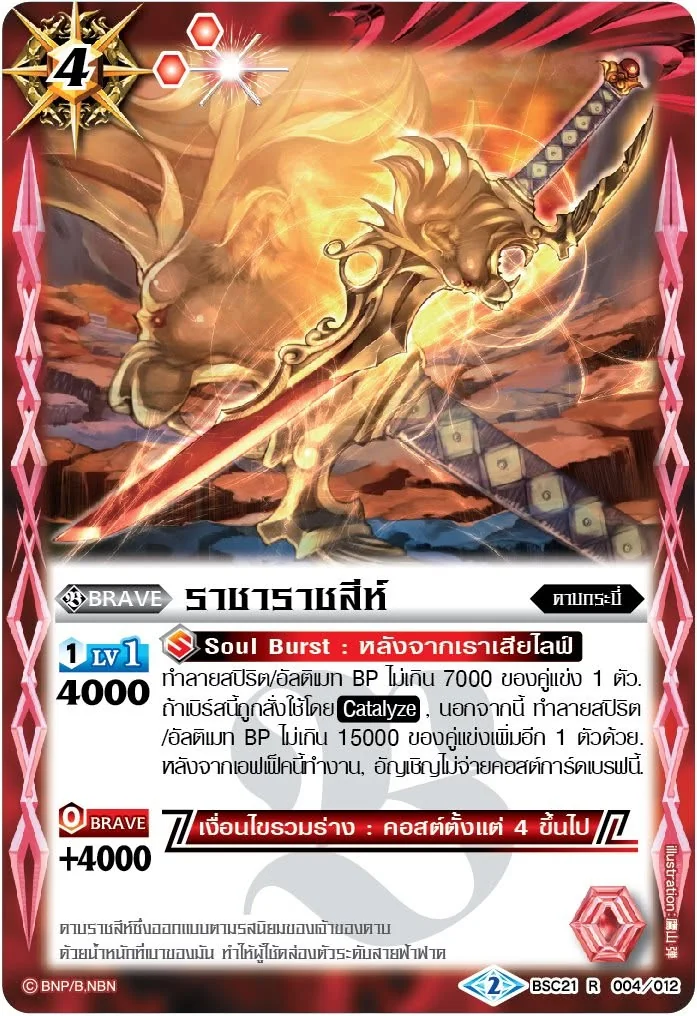 4
BRAVE ราชาราชสีห์ ดาบกระบี่
1 LV1
4000
S Soul Burst : หลังจากเราเสียไลฟ์
ทำลายสปิริต/อัลติเมท BP ไม่เกิน 7000 ของคู่แข่ง 1 ตัว.
ถ้าเบิร์สนี้ถูกสั่งใช้โดย Catalyze , นอกจากนี้ ทำลายสปิริต
/อัลติเมท BP ไม่เกิน 15000 ของคู่แข่งเพิ่มอีก 1 ตัวด้วย.
หลังจากเอฟเฟ็คนี้ทำงาน, อัญเชิญไม่จ่ายคอสต์การ์ดเบรฟนี้.
0 BRAVE
+4000
เงื่อนไขรวมร่าง : คอสต์ตั้งแต่ 4 ขึ้นไป
illustration : 唐山 弾
ดาบราชสีห์ซึ่งออกแบบตามรสนิยมของเจ้าของดาบ
ด้วยน้ำหนักที่เบาของมัน ทำให้ผู้ใช้คล่องตัวระดับสายฟ้าฟาด
© BNP/B,NBN
2 BSC21 R 004/012